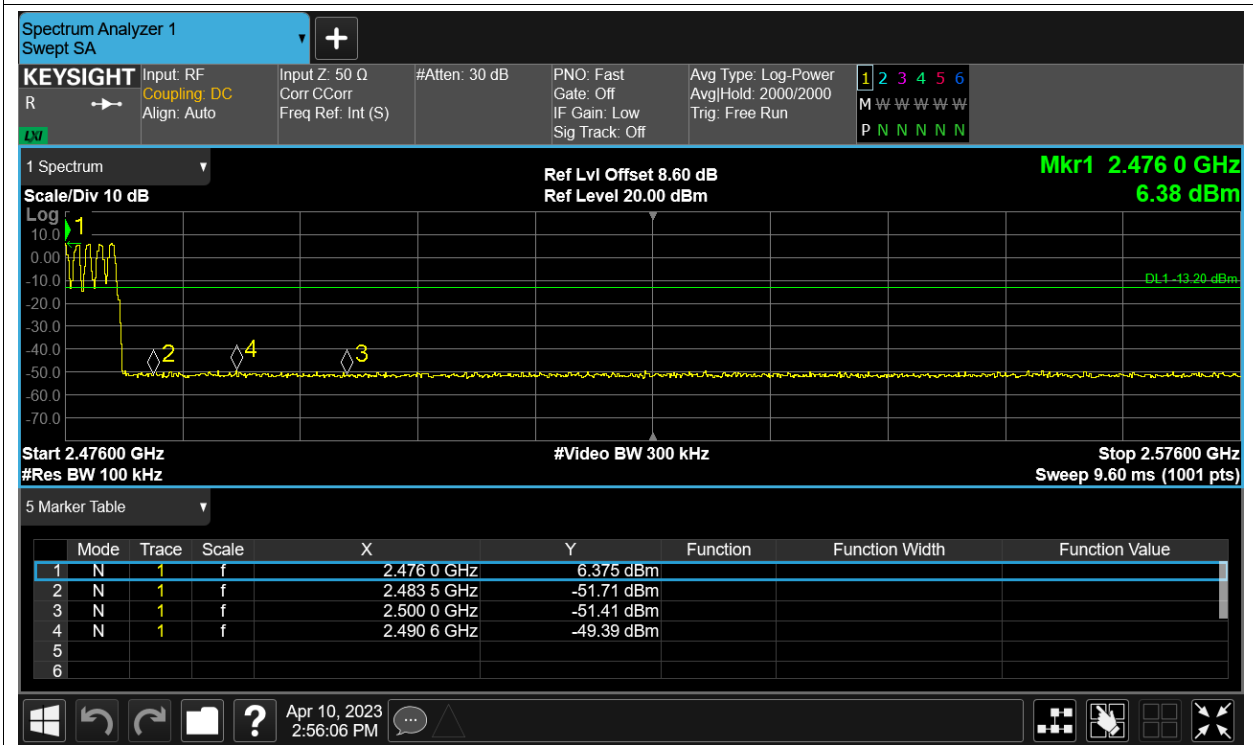 Spectrum Analyzer 1
Swept SA
KEYSIGHT Input: RF Input Z: 50 Ω #Atten: 30 dB PNO: Fast Avg Type: Log-Power 1 2 3 4 5 6
R Coupling: DC Corr CCorr Gate: Off Avg|Hold: 2000/2000 M W W W W W
Align: Auto Freq Ref: Int (S) IF Gain: Low Trig: Free Run
LXI Sig Track: Off P N N N N N
1 Spectrum Ref Lvl Offset 8.60 dB Mkr1 2.476 0 GHz
Scale/Div 10 dB Ref Level 20.00 dBm 6.38 dBm
Log 1
10.0
0.00
-10.0 DL1 -13.20 dBm
-20.0
-30.0
-40.0 2 4 3
-50.0
-60.0
-70.0
Start 2.47600 GHz #Video BW 300 kHz Stop 2.57600 GHz
#Res BW 100 kHz Sweep 9.60 ms (1001 pts)
5 Marker Table
Mode Trace Scale X Y Function Function Width Function Value
1 N 1 f 2.476 0 GHz 6.375 dBm
2 N 1 f 2.483 5 GHz -51.71 dBm
3 N 1 f 2.500 0 GHz -51.41 dBm
4 N 1 f 2.490 6 GHz -49.39 dBm
5
6
? Apr 10, 2023
2:56:06 PM